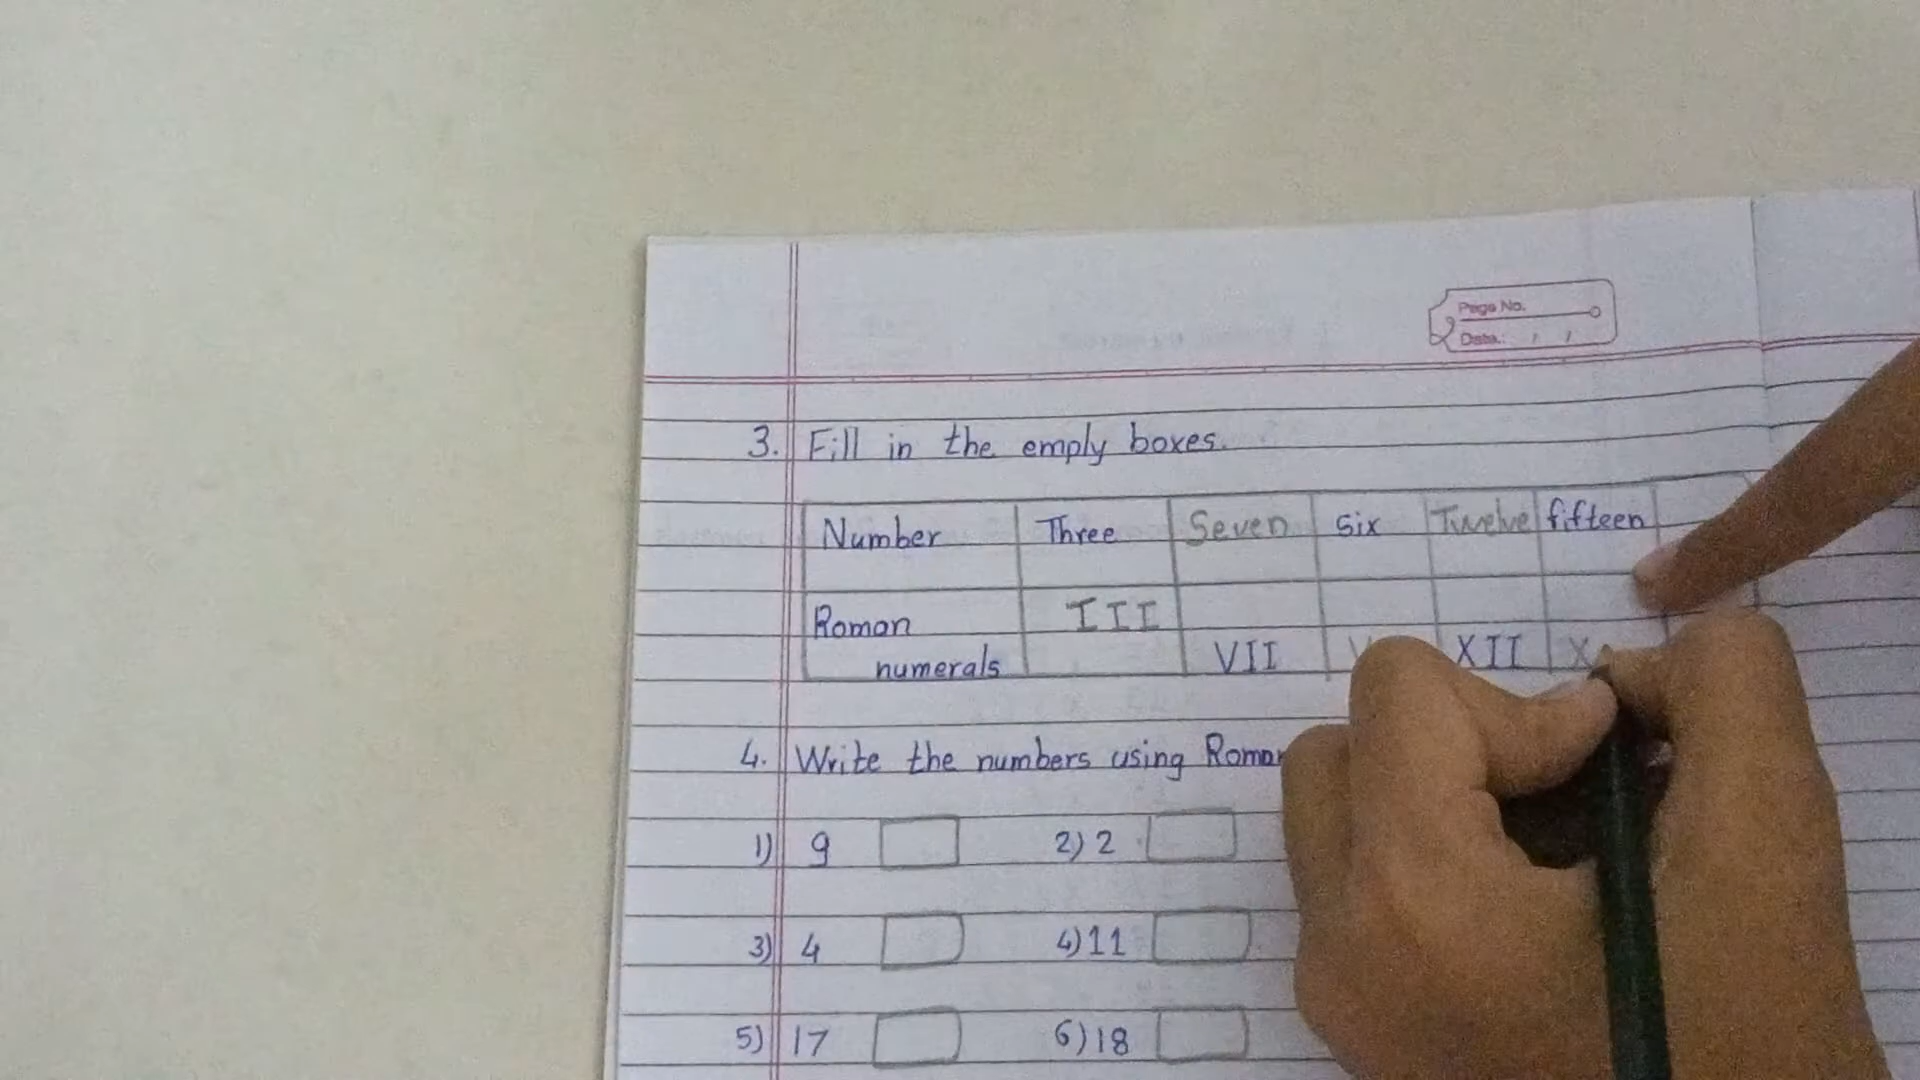 Page No.
Date: / /
3. Fill in the emply boxes.
Number Three Seven Six Twelve fifteen
Roman III
numerals VII XII X
4. Write the numbers using Roman
1) 9 2) 2
3) 4 4) 11
5) 17 6) 18